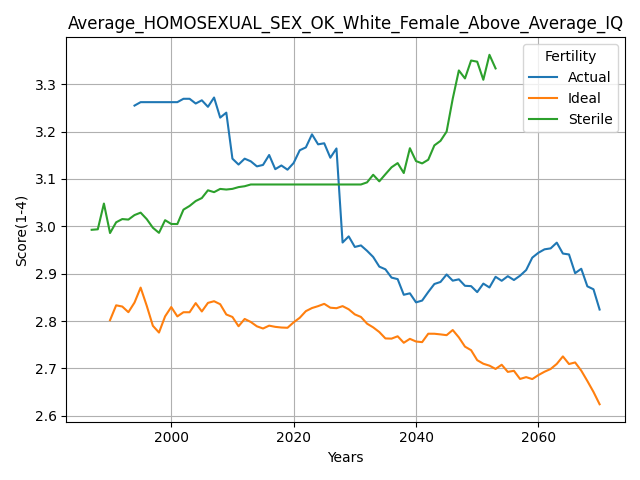 Average_HOMOSEXUAL_SEX_OK_White_Female_Above_Average_IQ
Fertility
Actual
Ideal
Sterile
Score(1-4)
3.3
3.2
3.1
3.0
2.9
2.8
2.7
2.6
2000
2020
2040
2060
Years